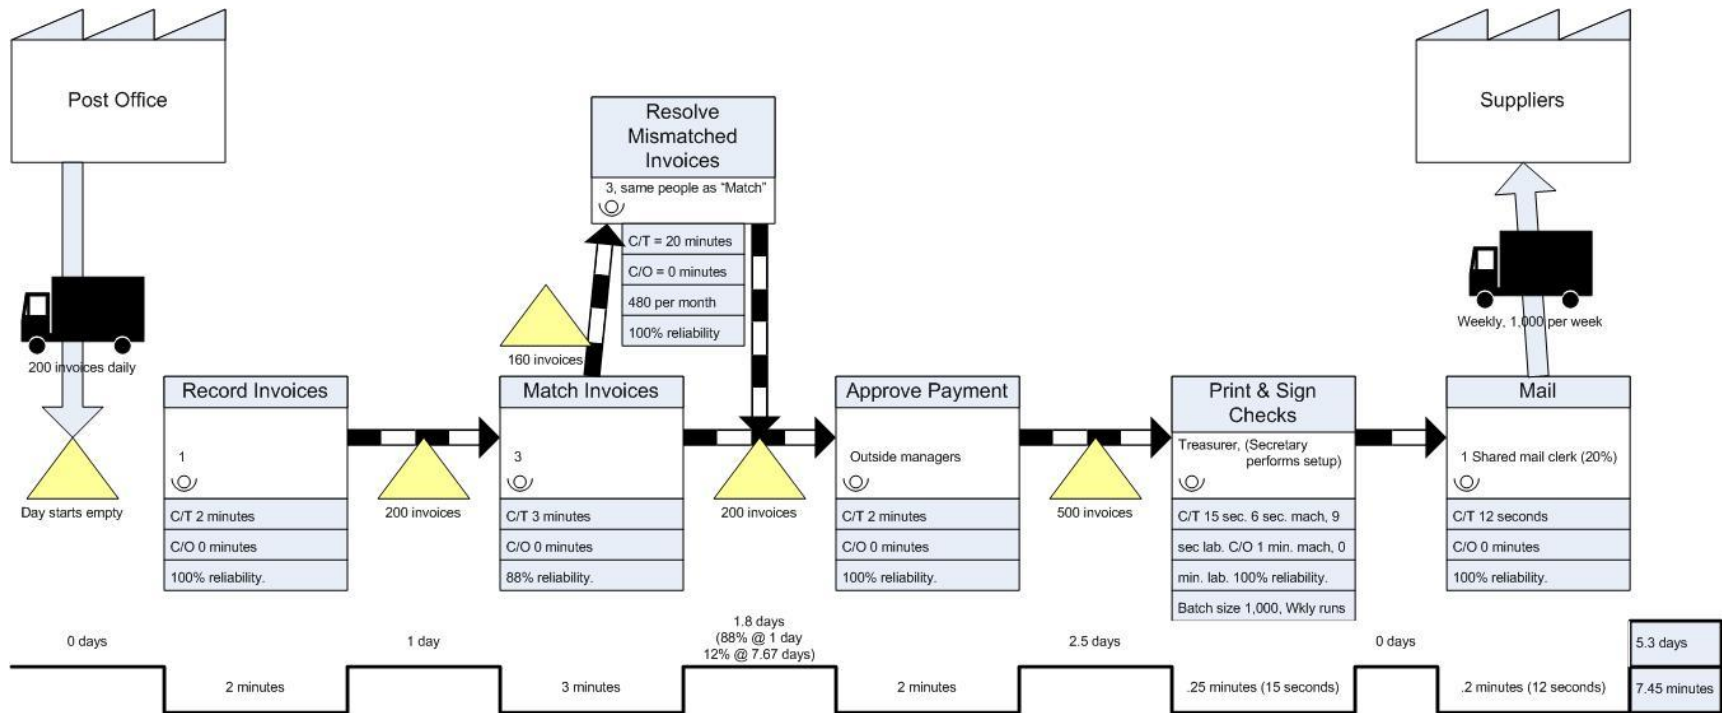 Post Office
200 invoices daily
Day starts empty
Record Invoices
1
C/T 2 minutes
C/O 0 minutes
100% reliability.
200 invoices
Resolve
Mismatched
Invoices
3, same people as “Match”
C/T = 20 minutes
C/O = 0 minutes
480 per month
100% reliability
160 invoices
Match Invoices
3
C/T 3 minutes
C/O 0 minutes
88% reliability.
200 invoices
Approve Payment
Outside managers
C/T 2 minutes
C/O 0 minutes
100% reliability.
500 invoices
Print & Sign
Checks
Treasurer, (Secretary
performs setup)
C/T 15 sec. 6 sec. mach, 9
sec lab. C/O 1 min. mach, 0
min. lab. 100% reliability.
Batch size 1,000, Wkly runs
Suppliers
Weekly, 1,000 per week
Mail
1 Shared mail clerk (20%)
C/T 12 seconds
C/O 0 minutes
100% reliability.
0 days
2 minutes
1 day
3 minutes
1.8 days
(88% @ 1 day
12% @ 7.67 days)
2 minutes
2.5 days
.25 minutes (15 seconds)
0 days
.2 minutes (12 seconds)
5.3 days
7.45 minutes